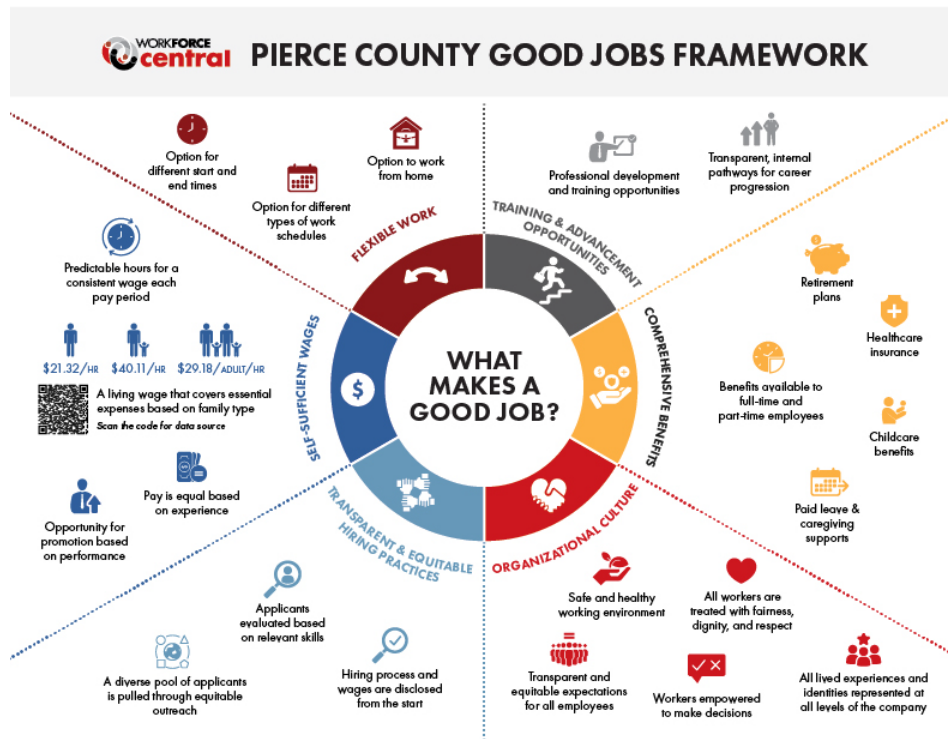 WORKFORCE
central
PIERCE COUNTY GOOD JOBS FRAMEWORK
Option for
different start and
end times
Option for different
types of work
schedules
Option to work
from home
FLEXIBLE WORK
Professional development
and training opportunities
Transparent, internal
pathways for career
progression
TRAINING & ADVANCEMENT
OPPORTUNITIES
Retirement
plans
Healthcare
insurance
Benefits available to
full-time and
part-time employees
Childcare
benefits
Paid leave &
caregiving
supports
COMPREHENSIVE BENEFITS
WHAT
MAKES A
GOOD JOB?
$
Predictable hours for a
consistent wage each
pay period
$21.32/HR
$40.11/HR
$29.18/ADULT/HR
A living wage that covers essential
expenses based on family type
Scan the code for data source
Pay is equal based
on experience
Opportunity for
promotion based
on performance
SELF-SUFFICIENT WAGES
TRANSPARENT & EQUITABLE
HIRING PRACTICES
Applicants
evaluated based
on relevant skills
A diverse pool of applicants
is pulled through equitable
outreach
Hiring process and
wages are disclosed
from the start
ORGANIZATIONAL CULTURE
Safe and healthy
working environment
All workers are
treated with fairness,
dignity, and respect
Transparent and
equitable expectations
for all employees
Workers empowered
to make decisions
All lived experiences and
identities represented at
all levels of the company